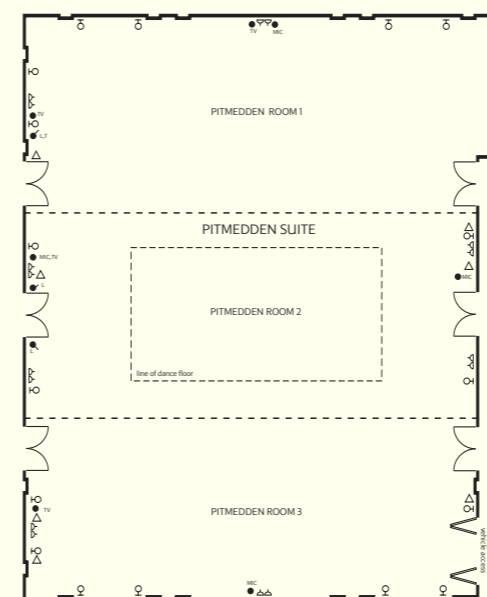 TV MIC
PITMEDDEN ROOM 1
TV
L,T
PITMEDDEN SUITE
MIC,TV
MIC
L
PITMEDDEN ROOM 2
L
line of dance floor
PITMEDDEN ROOM 3
TV
vehicle access
MIC